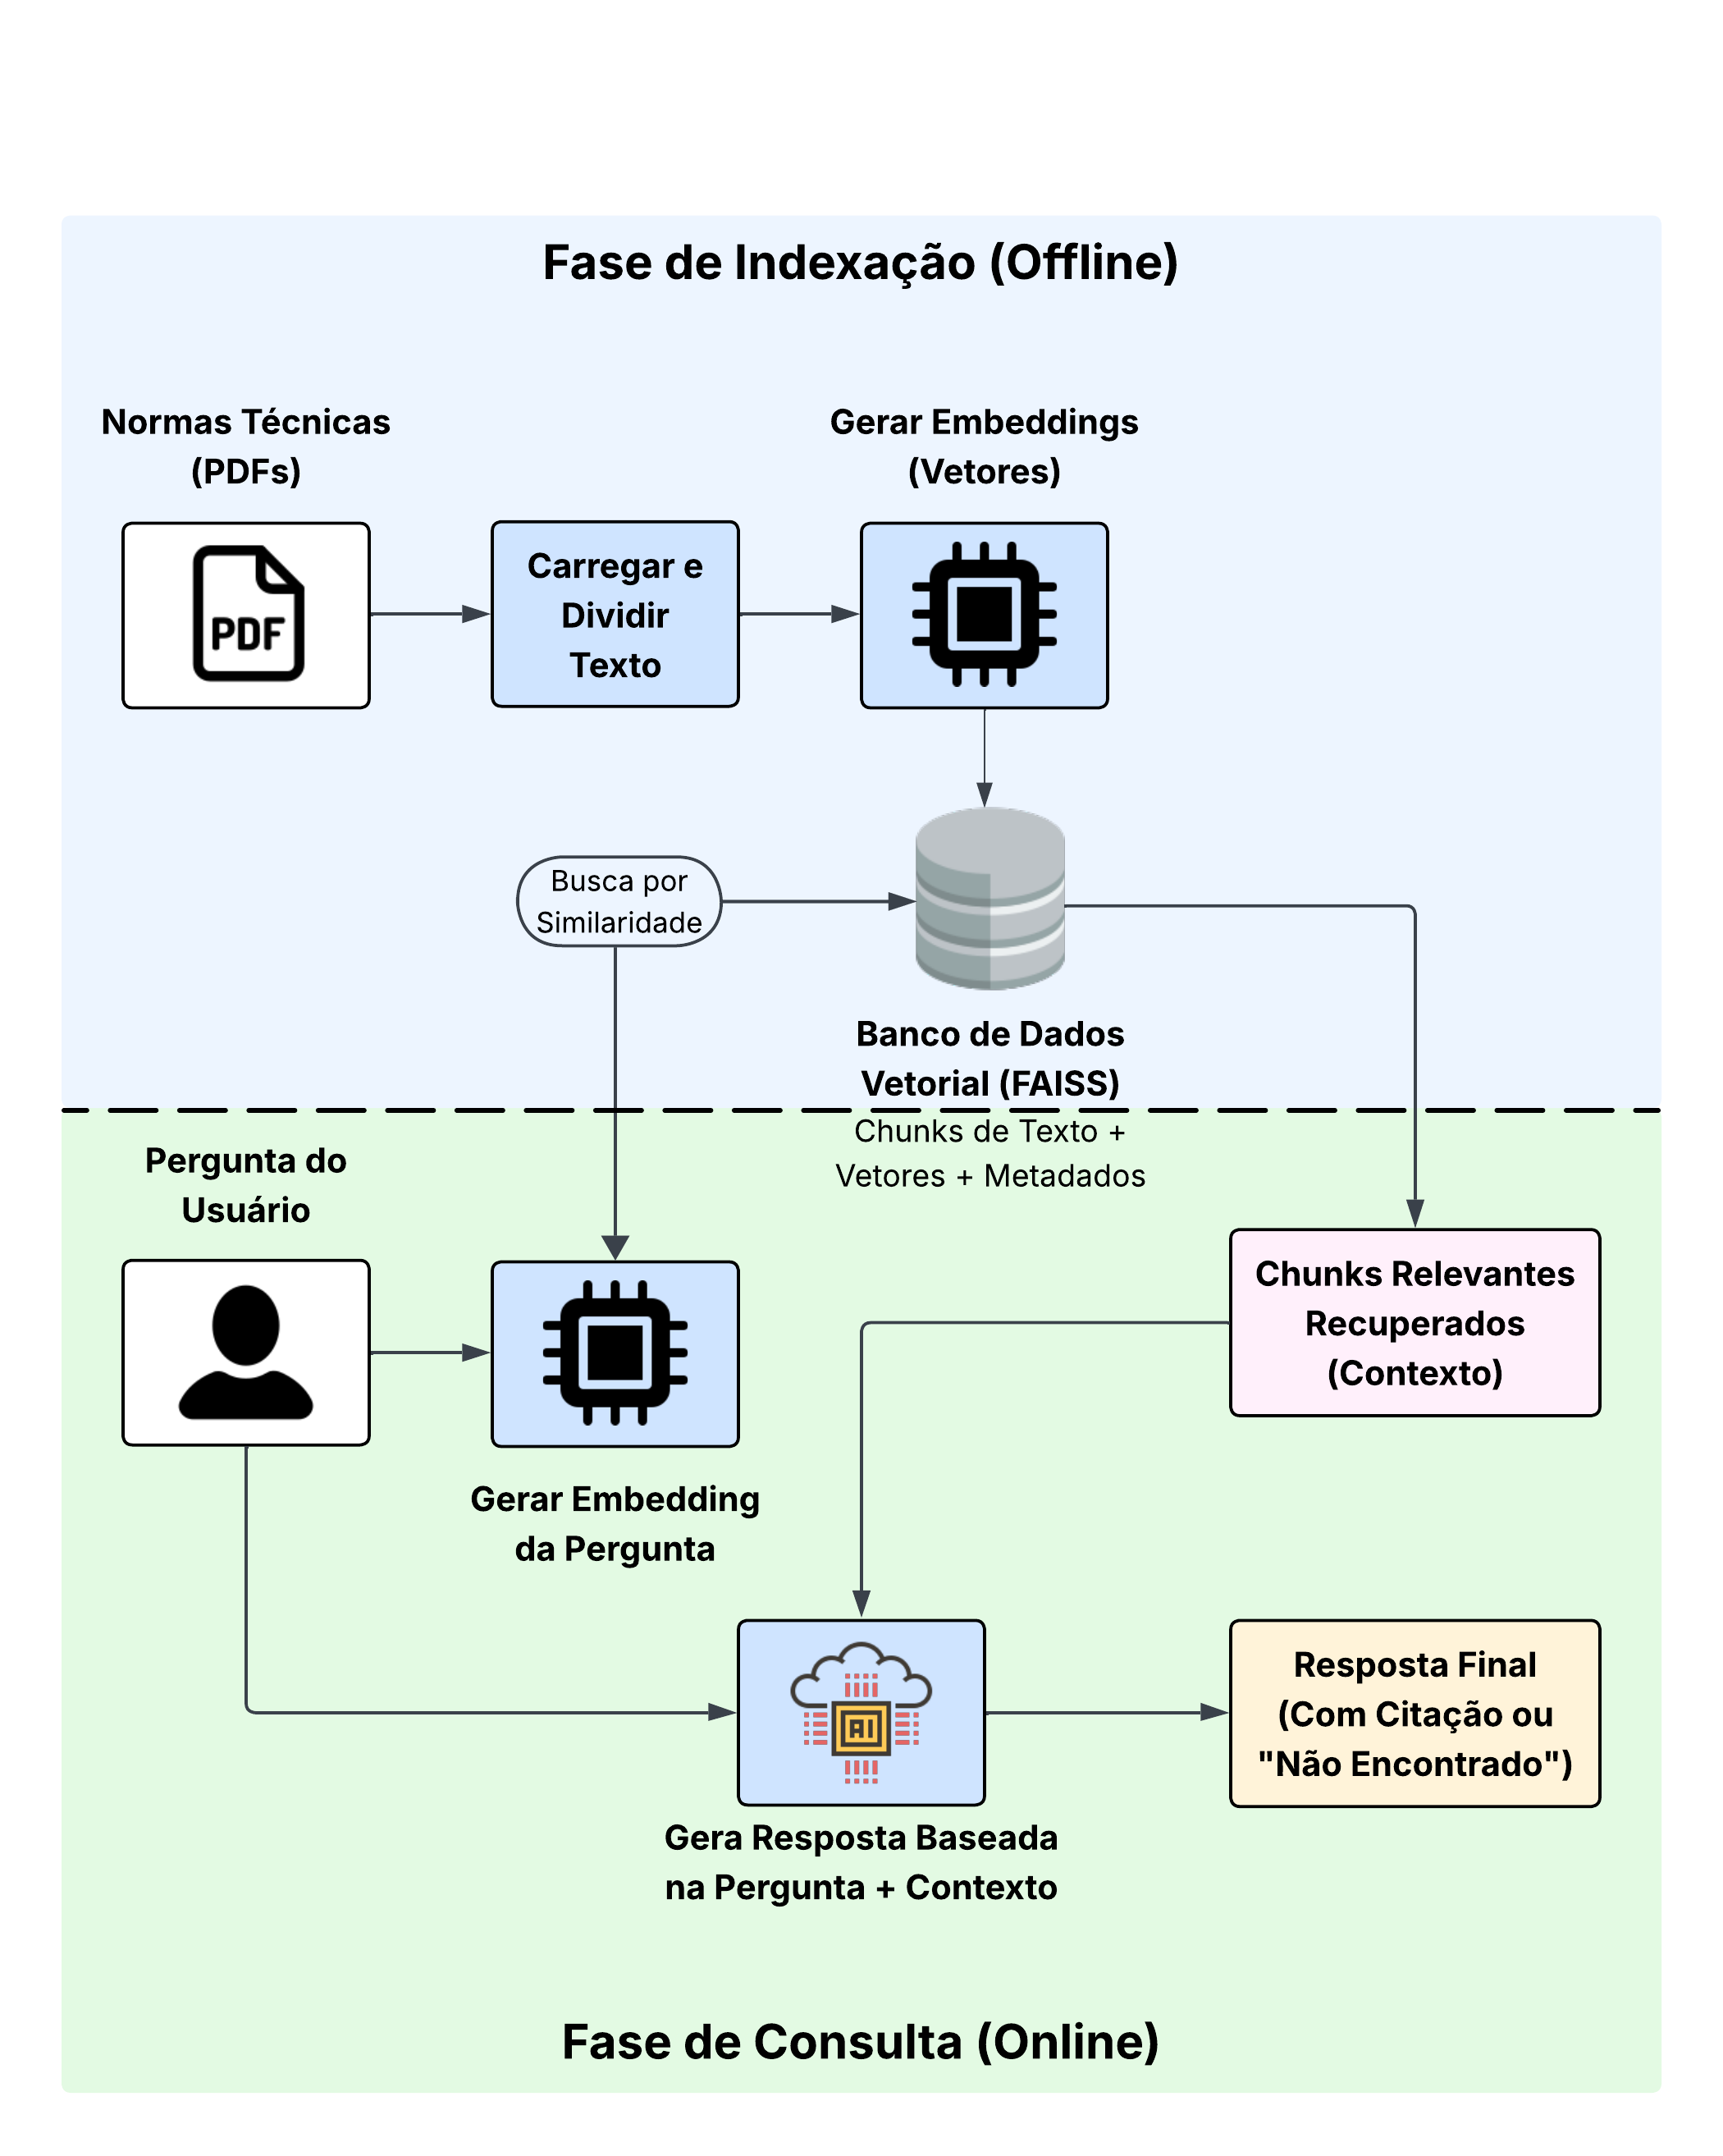 Fase de Indexação (Offline)
Normas Técnicas
(PDFs)
Gerar Embeddings
(Vetores)
PDF
Carregar e
Dividir
Texto
Busca por
Similaridade
Banco de Dados
Vetorial (FAISS)
Chunks de Texto +
Vetores + Metadados
Pergunta do
Usuário
Chunks Relevantes
Recuperados
(Contexto)
Gerar Embedding
da Pergunta
AI
Resposta Final
(Com Citação ou
"Não Encontrado")
Gera Resposta Baseada
na Pergunta + Contexto
Fase de Consulta (Online)